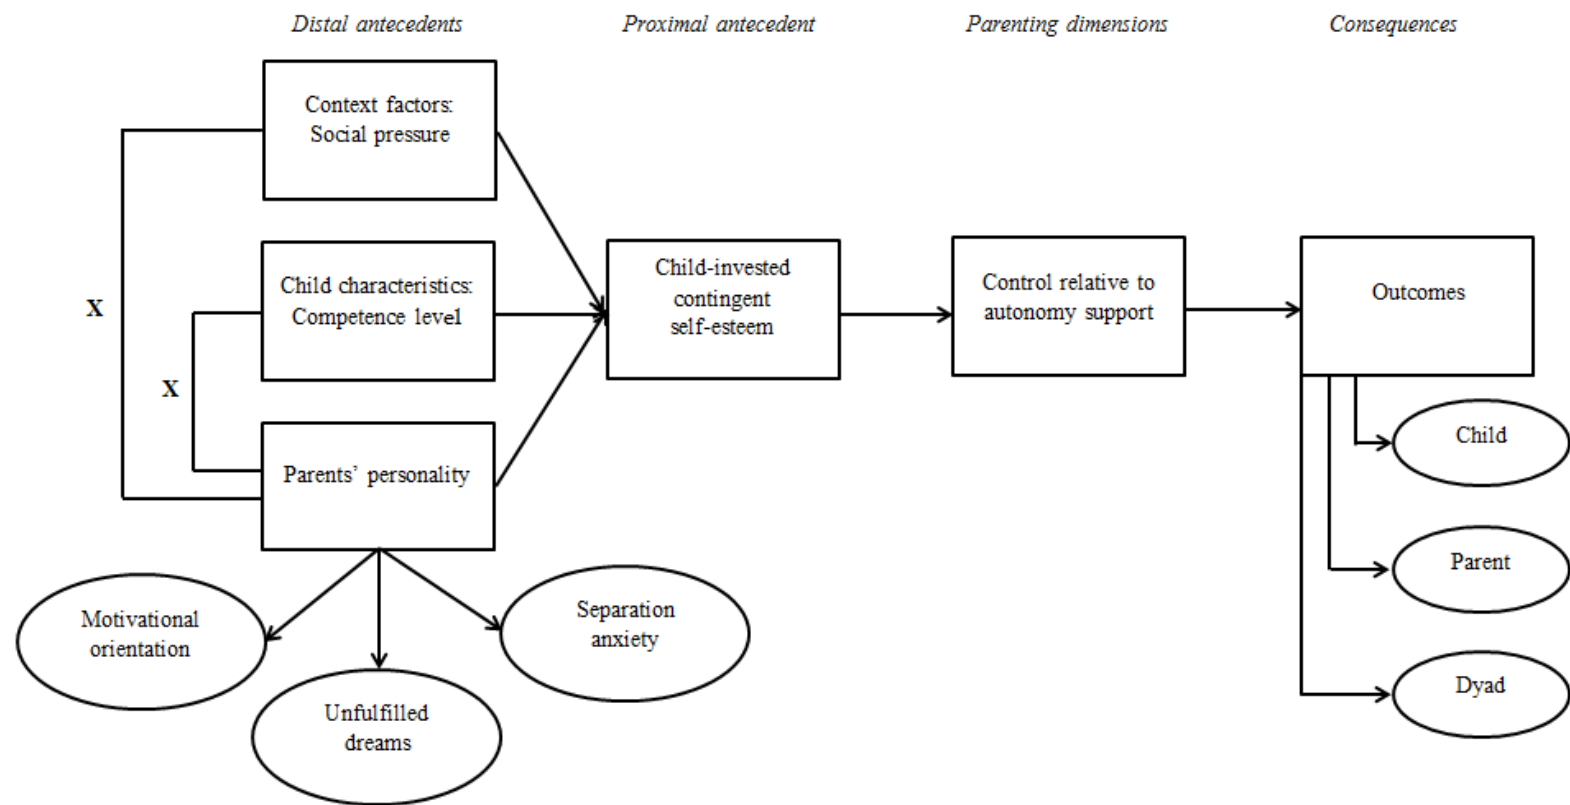 Distal antecedents
Proximal antecedent
Parenting dimensions
Consequences
Context factors:
Social pressure
Child characteristics:
Competence level
Parents’ personality
X
X
Child-invested
contingent
self-esteem
Control relative to
autonomy support
Outcomes
Child
Parent
Dyad
Motivational
orientation
Unfulfilled
dreams
Separation
anxiety